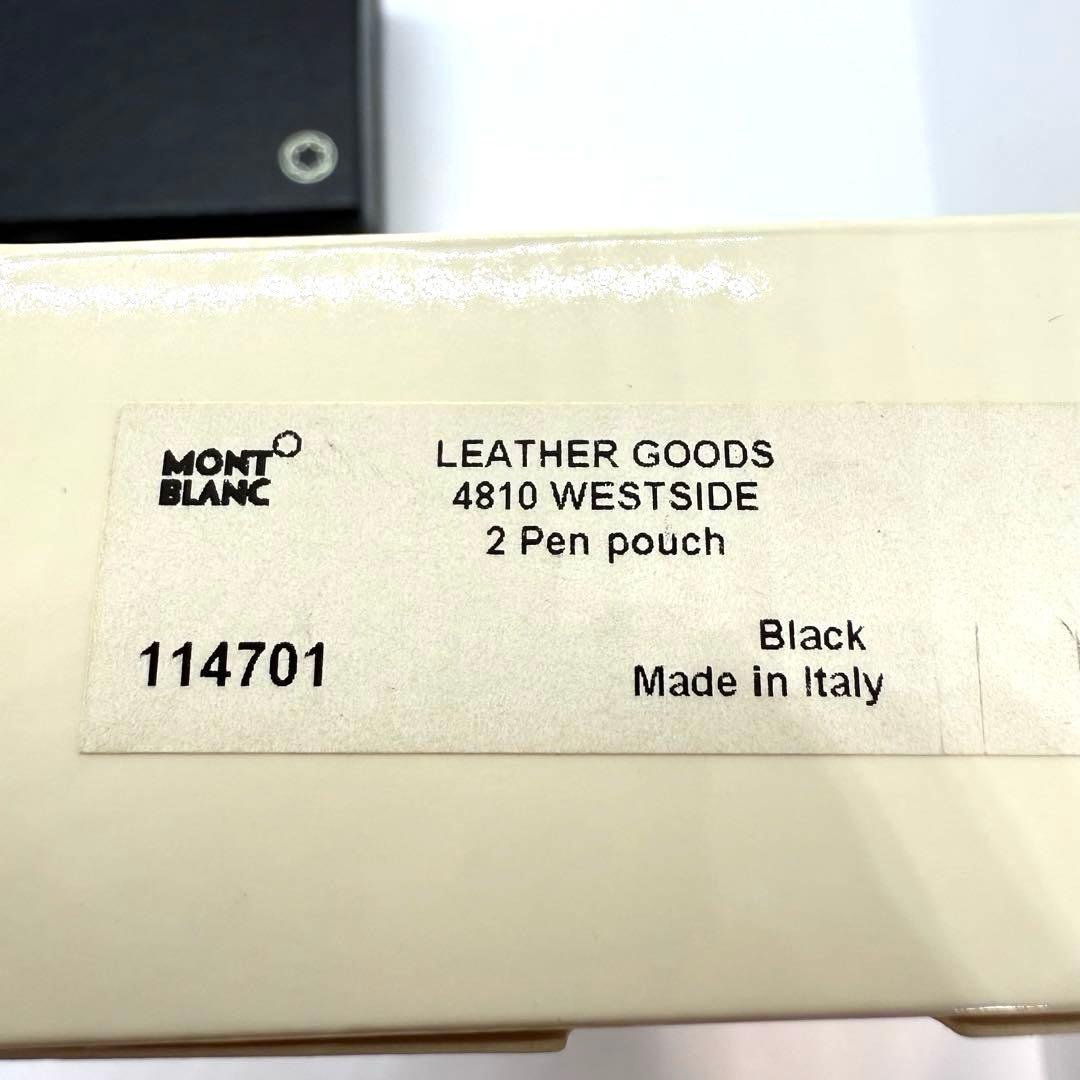 MONT
BLANC
LEATHER GOODS
4810 WESTSIDE
2 Pen pouch
114701
Black
Made in Italy